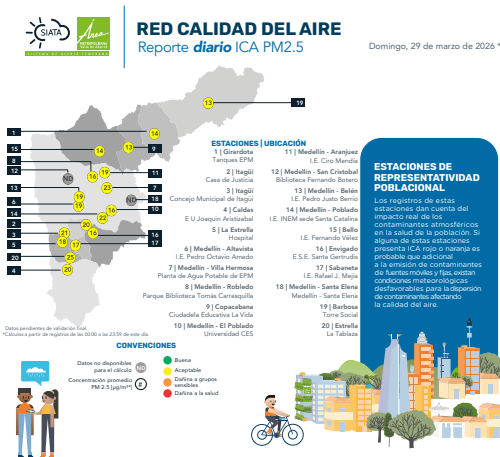 SIATA
SISTEMA DE ALERTA TEMPRANA
Área
METROPOLITANA
Valle de Aburrá
RED CALIDAD DEL AIRE
Reporte diario ICA PM2.5
Domingo, 29 de marzo de 2026 *
13
19
1
14
15
14
13
9
8
12
ND
16
19
11
13
23
7
6
19
ND
18
19
16
10
14
22
2
20
3
21
16
16
5
18
17
17
20
25
4
20
ESTACIONES | UBICACIÓN
1 | Girardota
Tanques EPM
2 | Itagüí
Casa de Justicia
3 | Itagüí
Concejo Municipal de Itagüí
4 | Caldas
E U Joaquín Aristizabal
5 | La Estrella
Hospital
6 | Medellín - Altavista
I.E. Pedro Octavio Amado
7 | Medellín - Villa Hermosa
Planta de Agua Potable de EPM
8 | Medellín - Robledo
Parque Biblioteca Tomás Carrasquilla
9 | Copacabana
Ciudadela Educativa La Vida
10 | Medellín - El Poblado
Universidad CES
11 | Medellín - Aranjuez
I.E. Ciro Mendía
12 | Medellín - San Cristobal
Biblioteca Fernando Botero
13 | Medellín - Belén
I.E. Pedro Justo Berrio
14 | Medellín - Poblado
I.E. INEM sede Santa Catalina
15 | Bello
I.E. Fernando Vélez
16 | Envigado
E.S.E. Santa Gertrudis
17 | Sabaneta
I.E. Rafael J. Mejía
18 | Medellín - Santa Elena
Medellín - Santa Elena
19 | Barbosa
Torre Social
20 | Estrella
La Tablaza
ESTACIONES DE
REPRESENTATIVIDAD
POBLACIONAL
Los registros de estas
estaciones dan cuenta del
impacto real de los
contaminantes atmosféricos
en la salud de la población. Si
alguna de estas estaciones
presenta ICA rojo o naranja es
probable que adicional
a la emisión de contaminantes
de fuentes móviles y fijas, existan
condiciones meteorológicas
desfavorables para la dispersión
de contaminantes afectando
la calidad del aire.
Datos pendientes de validación final.
*Cálculos a partir de registros de las 00:00 a las 23:59 de este día.
CONVENCIONES
Datos no disponibles
para el cálculo
ND
Concentración promedio
PM 2.5 [µg/m³]
#
Buena
Aceptable
Dañina a grupos
sensibles
Dañina a la salud